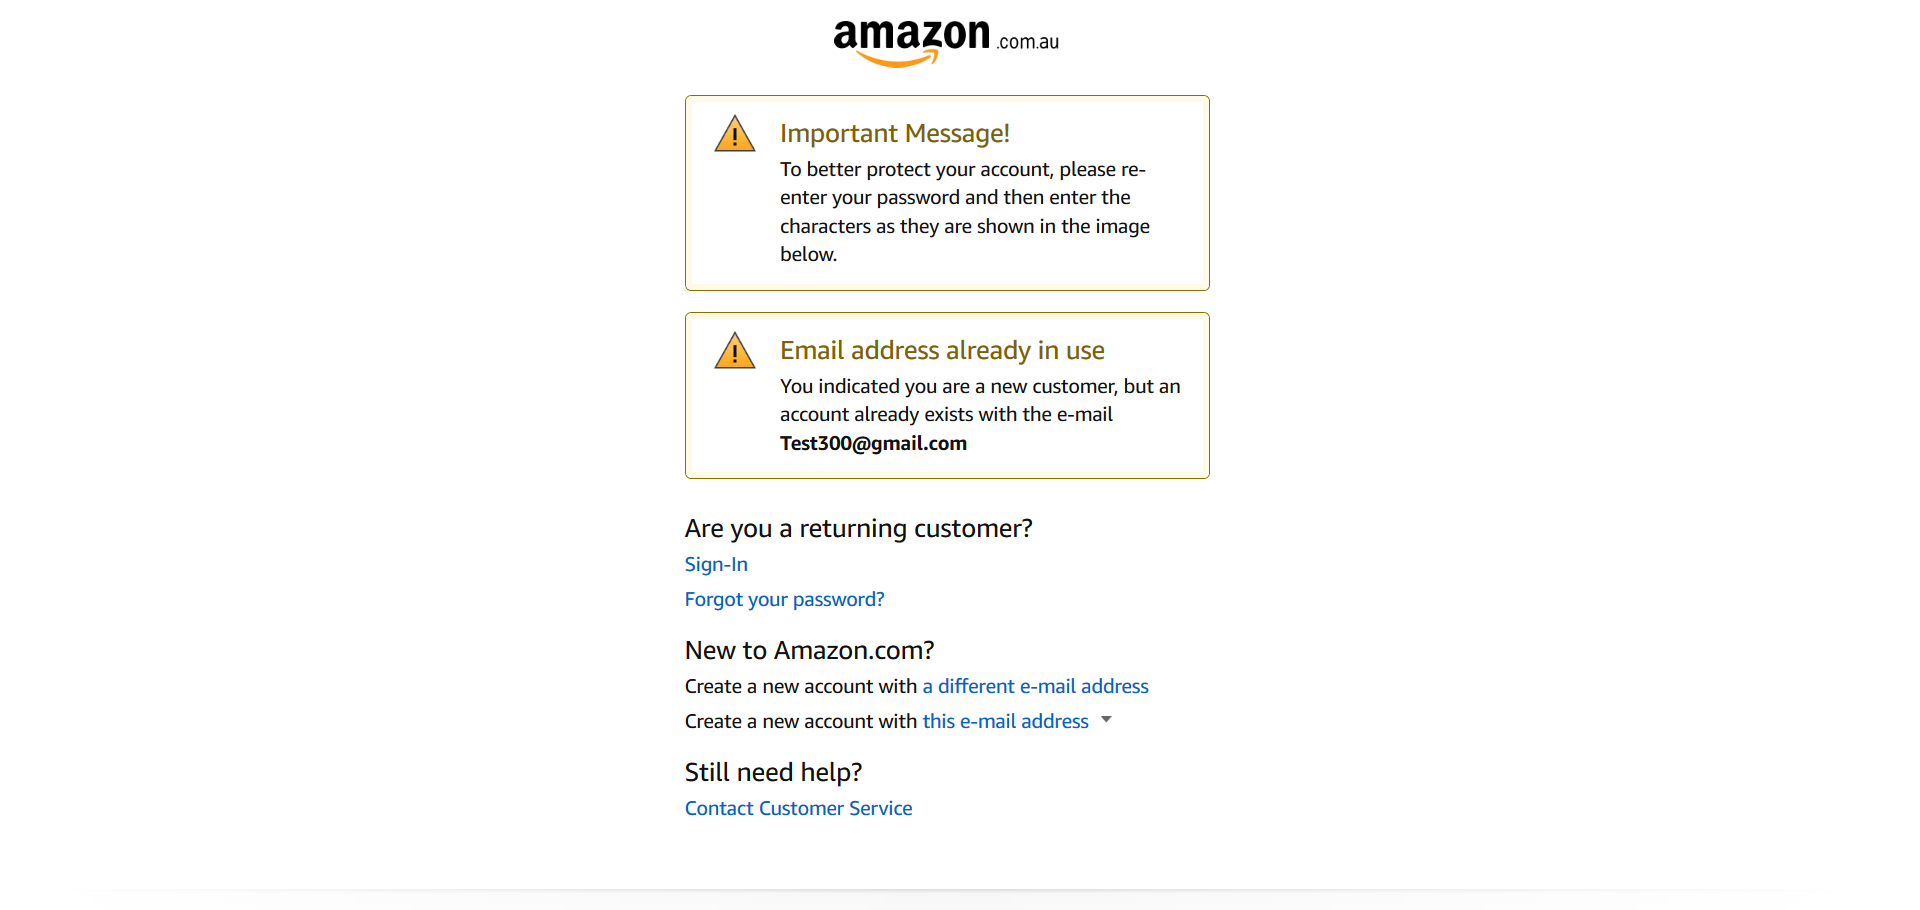 amazon.com.au
Important Message!
To better protect your account, please re-
enter your password and then enter the
characters as they are shown in the image
below.
Email address already in use
You indicated you are a new customer, but an
account already exists with the e-mail
Test300@gmail.com
Are you a returning customer?
Sign-In
Forgot your password?
New to Amazon.com?
Create a new account with a different e-mail address
Create a new account with this e-mail address
Still need help?
Contact Customer Service